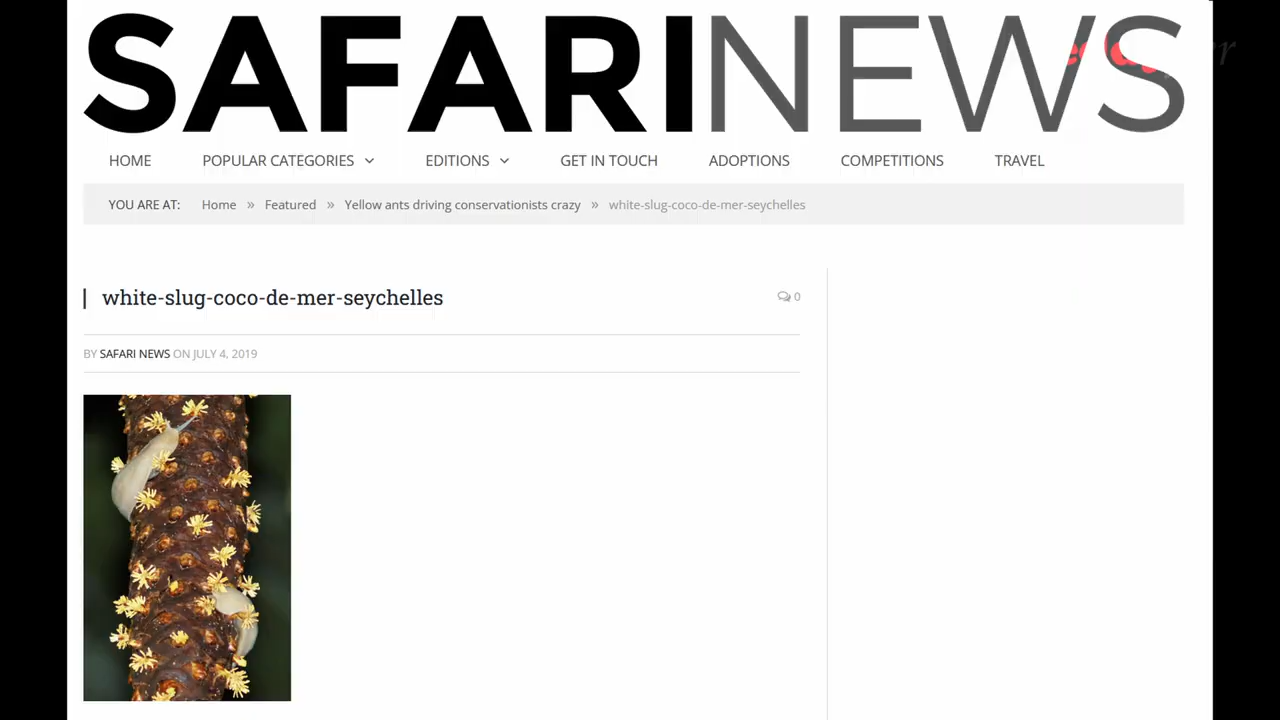 SAFARINEWS
HOME POPULAR CATEGORIES EDITIONS GET IN TOUCH ADOPTIONS COMPETITIONS TRAVEL
YOU ARE AT: Home » Featured » Yellow ants driving conservationists crazy » white-slug-coco-de-mer-seychelles
white-slug-coco-de-mer-seychelles 0
BY SAFARI NEWS ON JULY 4, 2019